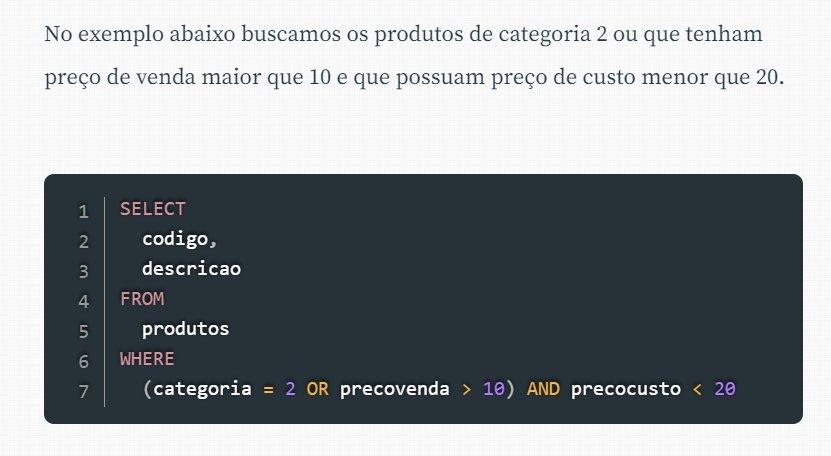 No exemplo abaixo buscamos os produtos de categoria 2 ou que tenham
preço de venda maior que 10 e que possuam preço de custo menor que 20.
1 SELECT
2   codigo,
3   descricao
4 FROM
5   produtos
6 WHERE
7   (categoria = 2 OR precovenda > 10) AND precocusto < 20